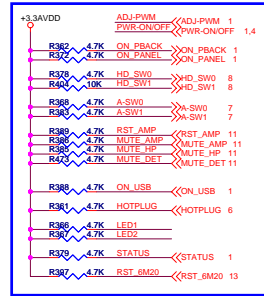 +3.3AVDD
ADJ-PWM ADJ-PWM 1
PWR-ON/OFF PWR-ON/OFF 1,4
R362 4.7K ON_PBACK ON_PBACK 1
R372 4.7K ON_PANEL ON_PANEL 1
R378 4.7K HD_SW0 HD_SW0 8
R404 10K HD_SW1 HD_SW1 8
R368 4.7K A-SW0 A-SW0 7
R363 4.7K A-SW1 A-SW1 7
R389 4.7K RST_AMP RST_AMP 11
R386 4.7K MUTE_AMP MUTE_AMP 11
R385 4.7K MUTE_HP MUTE_HP 11
R473 4.7K MUTE_DET MUTE_DET 11
R388 4.7K ON_USB ON_USB 1
R361 4.7K HOTPLUG HOTPLUG 6
R366 4.7K LED1
R367 4.7K LED2
R379 4.7K STATUS STATUS 1
R397 4.7K RST_6M20 RST_6M20 13